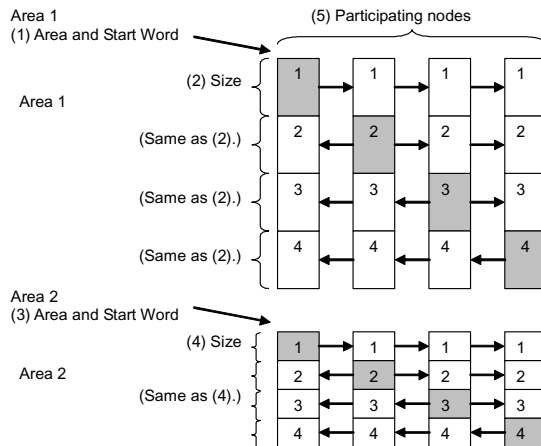 Area 1
(1) Area and Start Word
(5) Participating nodes
(2) Size
1 1 1 1
Area 1
(Same as (2).)
2 2 2 2
(Same as (2).)
3 3 3 3
(Same as (2).)
4 4 4 4
Area 2
(3) Area and Start Word
(4) Size
1 1 1 1
Area 2
2 2 2 2
(Same as (4).)
3 3 3 3
4 4 4 4